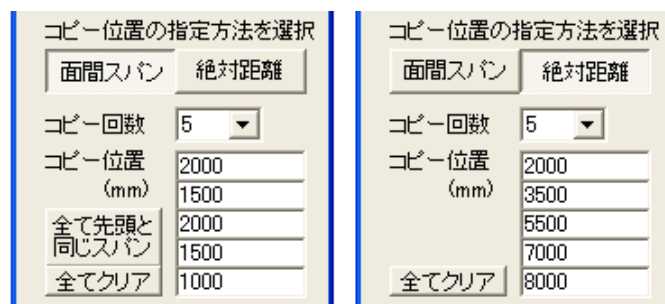 コピー位置の指定方法を選択
面間スパン 絶対距離
コピー回数 5
コピー位置 2000
(mm) 1500
全て先頭と 2000
同じスパン 1500
全てクリア 1000
コピー位置の指定方法を選択
面間スパン 絶対距離
コピー回数 5
コピー位置 2000
(mm) 3500
5500
7000
全てクリア 8000